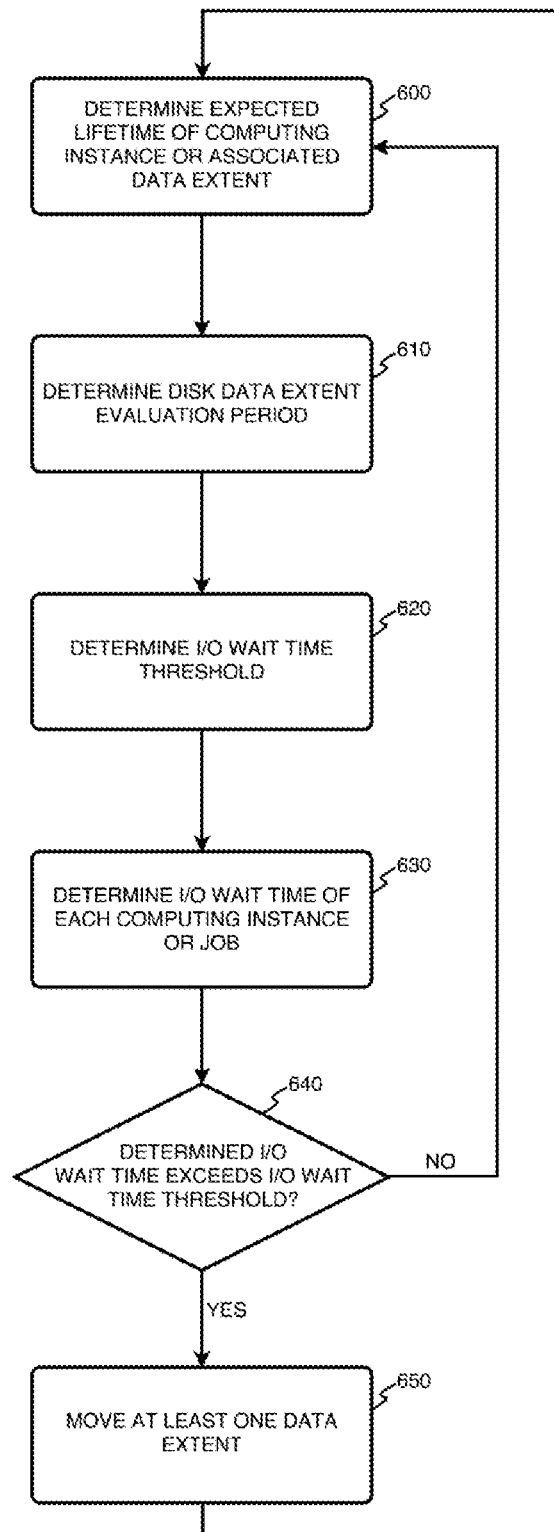 DETERMINE EXPECTED
LIFETIME OF COMPUTING
INSTANCE OR ASSOCIATED
DATA EXTENT
600
DETERMINE DISK DATA EXTENT
EVALUATION PERIOD
610
DETERMINE I/O WAIT TIME
THRESHOLD
620
DETERMINE I/O WAIT TIME OF
EACH COMPUTING INSTANCE
OR JOB
630
DETERMINED I/O
WAIT TIME EXCEEDS I/O WAIT
TIME THRESHOLD?
640
NO
YES
MOVE AT LEAST ONE DATA
EXTENT
650